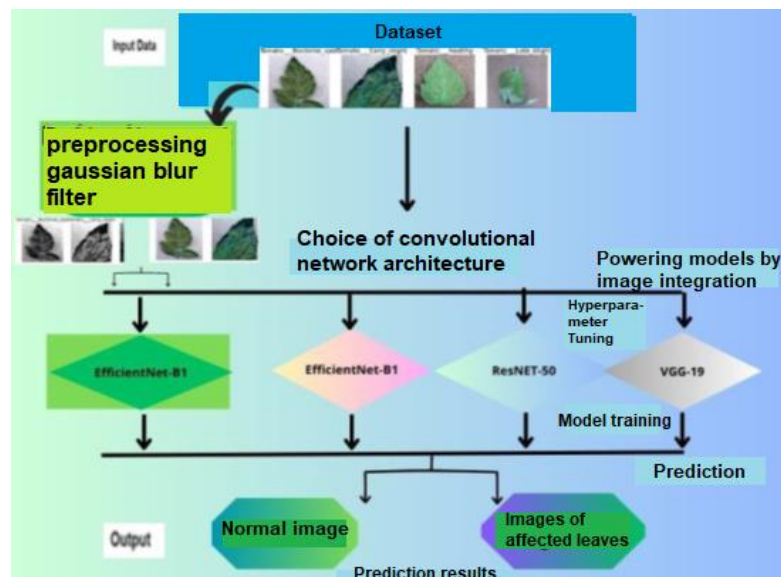 Dataset
Input Data
preprocessing
gaussian blur
filter
Choice of convolutional
network architecture
Powering models by
image integration
Hyperpara-
meter
Tuning
EfficientNet-B1
EfficientNet-B1
ResNET-50
VGG-19
Model training
Prediction
Normal image
Images of
affected leaves
Output
Prediction results